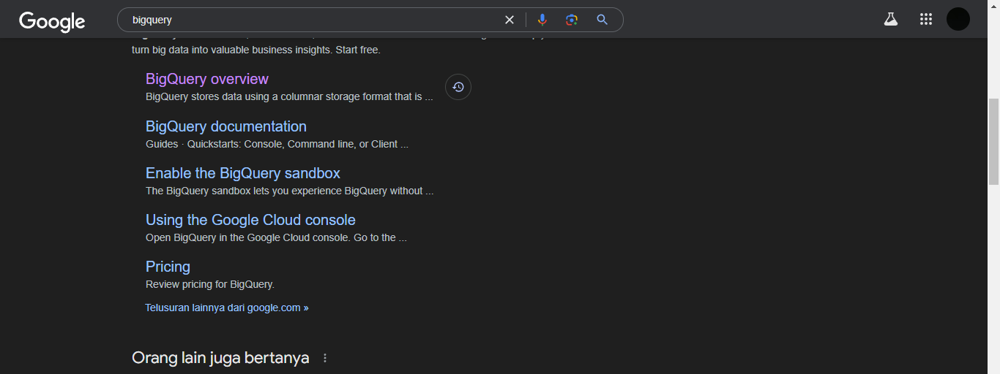 Google
bigquery
turn big data into valuable business insights. Start free.
BigQuery overview
BigQuery stores data using a columnar storage format that is ...
BigQuery documentation
Guides · Quickstarts: Console, Command line, or Client ...
Enable the BigQuery sandbox
The BigQuery sandbox lets you experience BigQuery without ...
Using the Google Cloud console
Open BigQuery in the Google Cloud console. Go to the ...
Pricing
Review pricing for BigQuery.
Telusuran lainnya dari google.com »
Orang lain juga bertanya